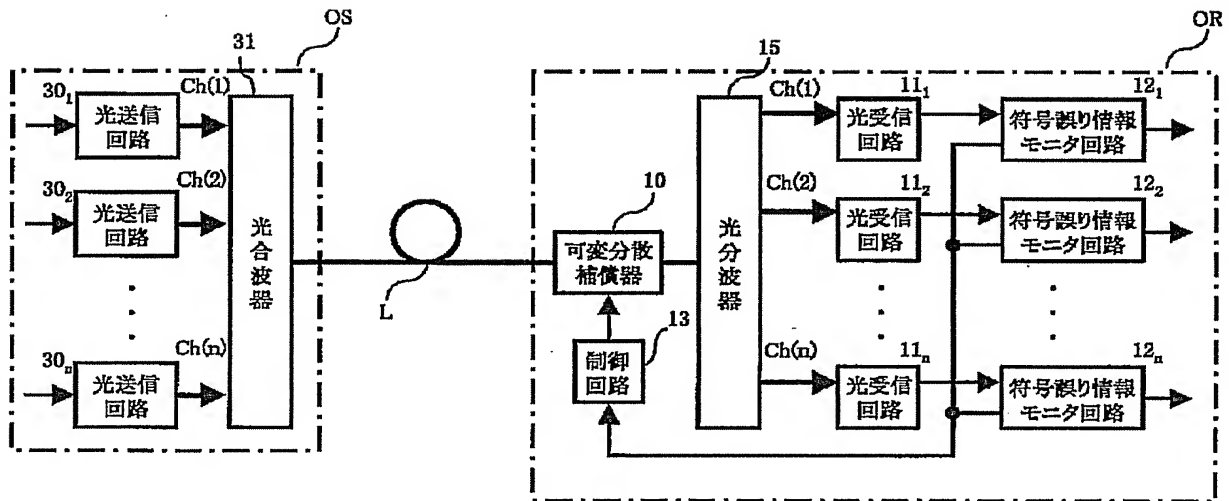 OS
OR
31
15
30₁
光送信
回路
Ch(1)
Ch(1)
11₁
光受信
回路
12₁
符号誤り情報
モニタ回路
30₂
光送信
回路
Ch(2)
光合波器
10
可変分散
補償器
光分波器
Ch(2)
11₂
光受信
回路
12₂
符号誤り情報
モニタ回路
L
13
制御
回路
30ₙ
光送信
回路
Ch(n)
Ch(n)
11ₙ
光受信
回路
12ₙ
符号誤り情報
モニタ回路